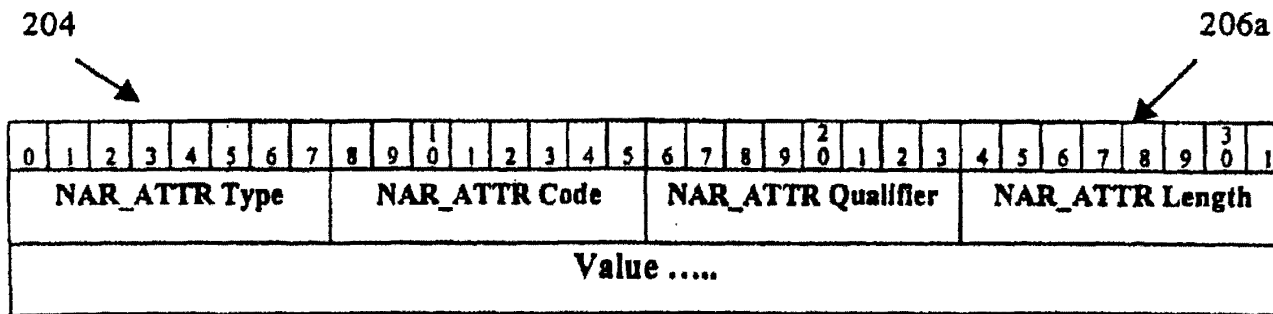 204 206a
1 2 3
0 1 2 3 4 5 6 7 8 9 0 1 2 3 4 5 6 7 8 9 0 1 2 3 4 5 6 7 8 9 0 1
NAR_ATTR Type NAR_ATTR Code NAR_ATTR Qualifier NAR_ATTR Length
Value .....